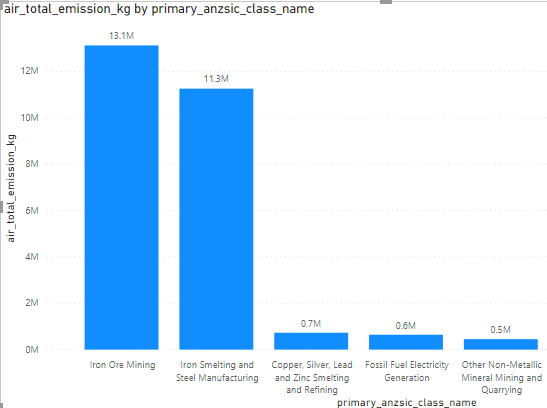 air_total_emission_kg by primary_anzsic_class_name
13.1M
11.3M
0.7M
0.6M
0.5M
12M
10M
8M
6M
4M
2M
0M
air_total_emission_kg
Iron Ore Mining
Iron Smelting and
Steel Manufacturing
Copper, Silver, Lead
and Zinc Smelting
and Refining
Fossil Fuel Electricity
Generation
Other Non-Metallic
Mineral Mining and
Quarrying
primary_anzsic_class_name